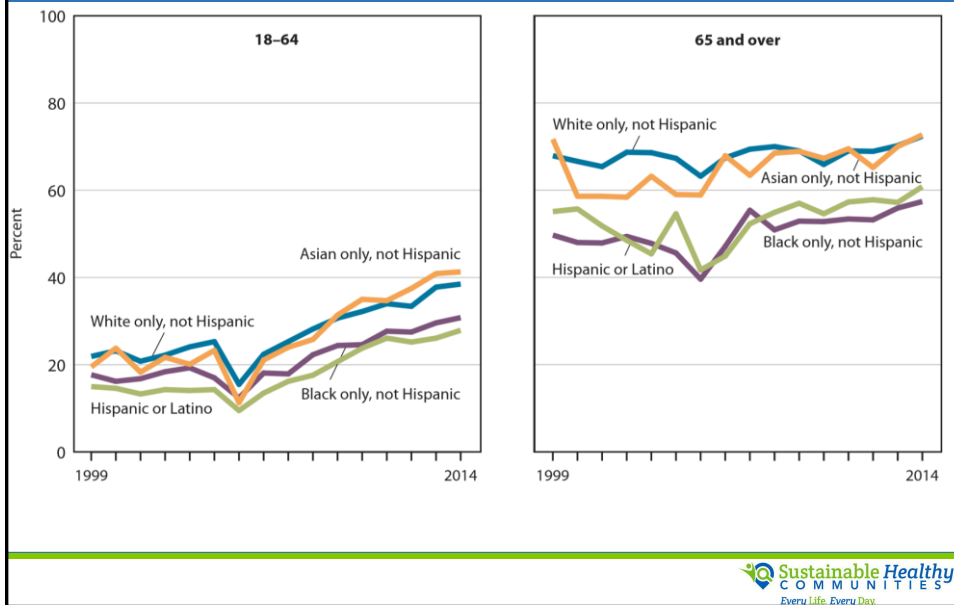 100
80
60
40
20
0
Percent
18–64
Asian only, not Hispanic
White only, not Hispanic
Black only, not Hispanic
Hispanic or Latino
1999
2014
65 and over
White only, not Hispanic
Asian only, not Hispanic
Black only, not Hispanic
Hispanic or Latino
1999
2014
Sustainable Healthy
COMMUNITIES
Every Life. Every Day.